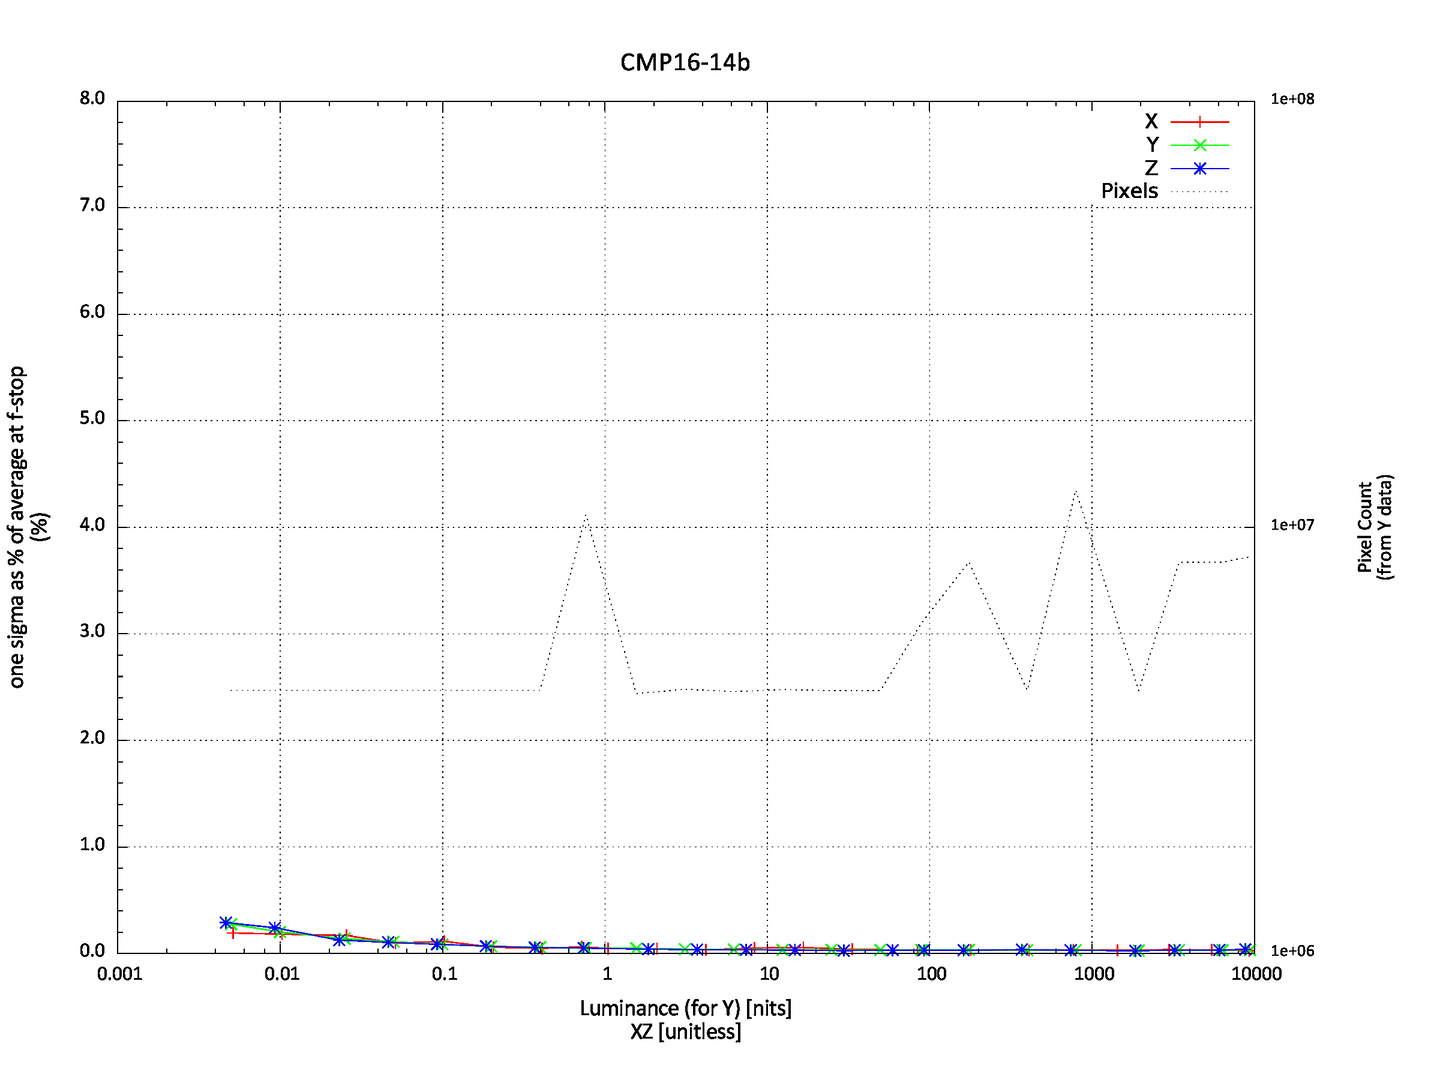 CMP16-14b
8.0
7.0
6.0
5.0
4.0
3.0
2.0
1.0
0.0
one sigma as % of average at f-stop
(%)
X
Y
Z
Pixels
1e+08
1e+07
1e+06
Pixel Count
(from Y data)
0.001 0.01 0.1 1 10 100 1000 10000
Luminance (for Y) [nits]
XZ [unitless]